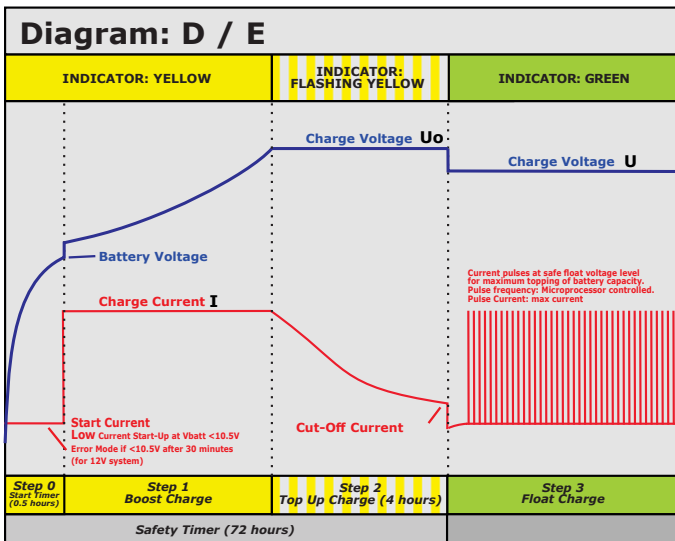 Diagram: D / E
INDICATOR: YELLOW
INDICATOR:
FLASHING YELLOW
INDICATOR: GREEN
Charge Voltage Uo
Charge Voltage U
Battery Voltage
Charge Current I
Current pulses at safe float voltage level
for maximum topping of battery capacity.
Pulse frequency: Microprocessor controlled.
Pulse Current: max current
Start Current
Low Current Start-Up at Vbatt <10.5V
Error Mode if <10.5V after 30 minutes
(for 12V system)
Cut-Off Current
Step 0
Start Timer
(0.5 hours)
Step 1
Boost Charge
Step 2
Top Up Charge (4 hours)
Step 3
Float Charge
Safety Timer (72 hours)